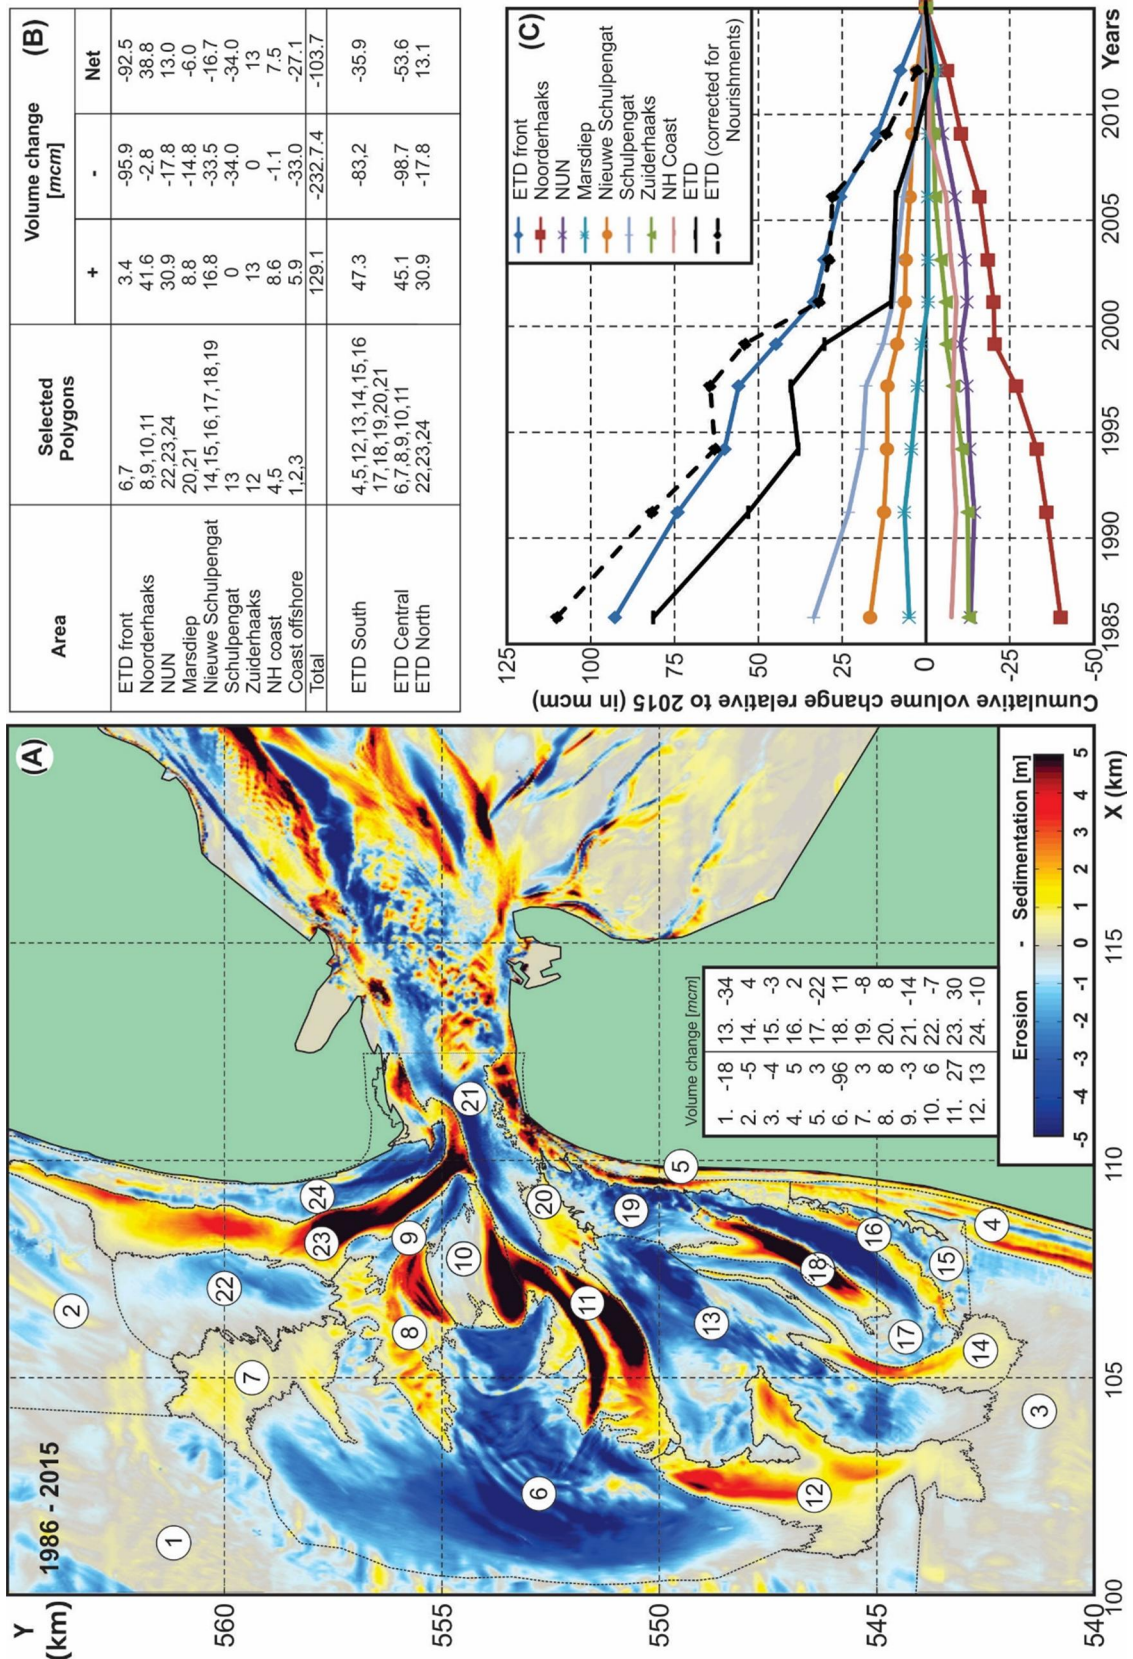 (A)
Y
(km)
1986 - 2015
1
2
3
4
5
6
7
8
9
10
11
12
13
14
15
16
17
18
19
20
21
22
23
24
560
555
550
545
540
100
105
110
115
X (km)
Volume change [mcm]
1. -18 13. -34
2. -5 14. 4
3. -4 15. -3
4. 5 16. 2
5. 3 17. -22
6. -96 18. 11
7. 3 19. -8
8. 8 20. 8
9. -3 21. -14
10. 6 22. -7
11. 27 23. 30
12. 13 24. -10
Erosion - Sedimentation [m]
-5 -4 -3 -2 -1 0 1 2 3 4 5
(B)
Area
Selected
Polygons
Volume change
[mcm]
+ - Net
ETD front 6,7 3.4 -95.9 -92.5
Noorderhaaks 8,9,10,11 41.6 -2.8 38.8
NUN 22,23,24 30.9 -17.8 13.0
Marsdiep 20,21 8.8 -14.8 -6.0
Nieuwe Schulpengat 14,15,16,17,18,19 16.8 -33.5 -16.7
Schulpengat 13 0 -34.0 -34.0
Zuiderhaaks 12 13 0 13
NH coast 4,5 8.6 -1.1 7.5
Coast offshore 1,2,3 5.9 -33.0 -27.1
Total 129.1 -232.7.4 -103.7
ETD South 4,5,12,13,14,15,16 47.3 -83,2 -35.9
17,18,19,20,21
ETD Central 6,7,8,9,10,11 45.1 -98.7 -53.6
ETD North 22,23,24 30.9 -17.8 13.1
(C)
ETD front
Noorderhaaks
NUN
Marsdiep
Nieuwe Schulpengat
Schulpengat
Zuiderhaaks
NH Coast
ETD
ETD (corrected for
Nourishments)
Cumulative volume change relative to 2015 (in mcm)
125
100
75
50
25
0
-25
-50
1985 1990 1995 2000 2005 2010 Years